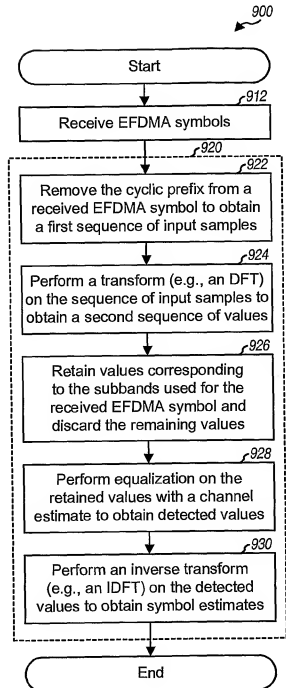 900
Start
912
Receive EFDMA symbols
920
922
Remove the cyclic prefix from a
received EFDMA symbol to obtain
a first sequence of input samples
924
Perform a transform (e.g., an DFT)
on the sequence of input samples to
obtain a second sequence of values
926
Retain values corresponding
to the subbands used for the
received EFDMA symbol and
discard the remaining values
928
Perform equalization on the
retained values with a channel
estimate to obtain detected values
930
Perform an inverse transform
(e.g., an IDFT) on the detected
values to obtain symbol estimates
End